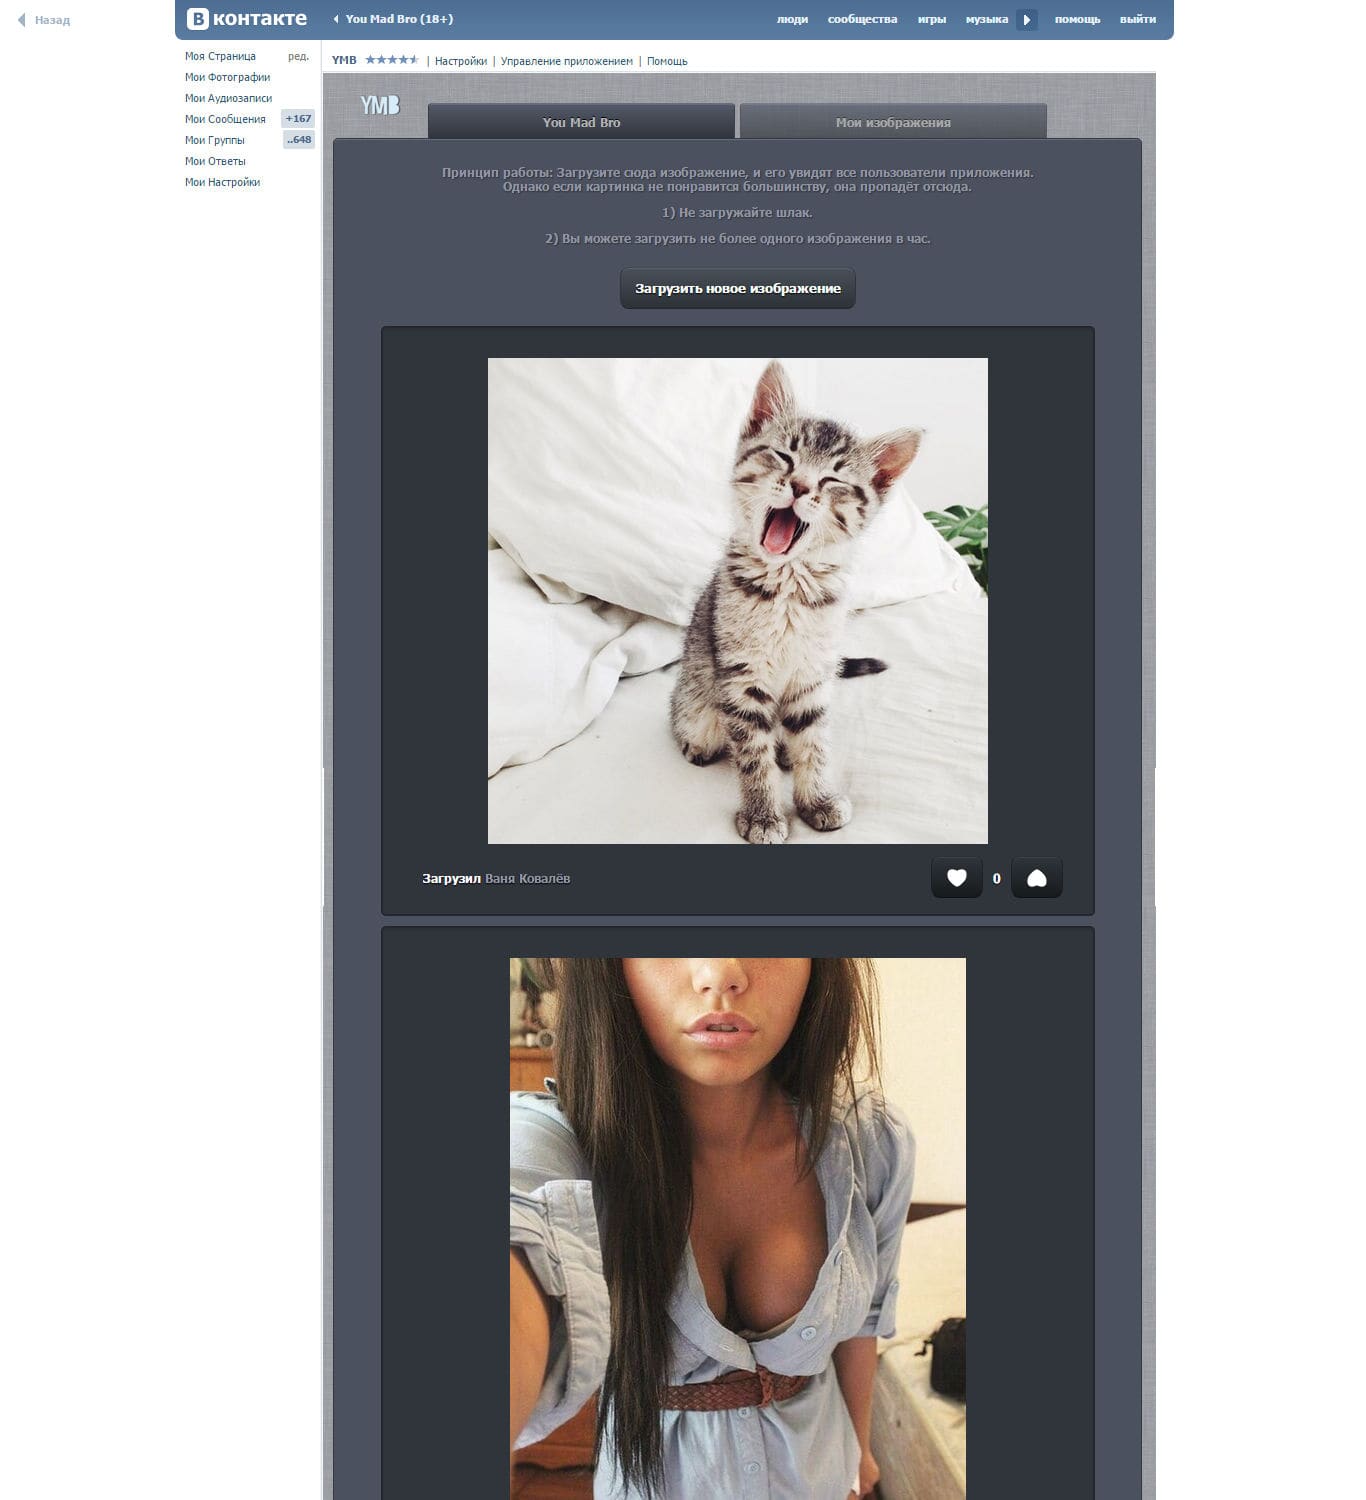 Назад
В контакте
You Mad Bro (18+)
люди сообщества игры музыка помощь выйти
Моя Страница ред.
Мои Фотографии
Мои Аудиозаписи
Мои Сообщения +167
Мои Группы ..648
Мои Ответы
Мои Настройки
YMB | Настройки | Управление приложением | Помощь
YMB
You Mad Bro Мои изображения
Принцип работы: Загрузите сюда изображение, и его увидят все пользователи приложения.
Однако если картинка не понравится большинству, она пропадёт отсюда.
1) Не загружайте шлак.
2) Вы можете загрузить не более одного изображения в час.
Загрузить новое изображение
Загрузил Ваня Ковалёв 0